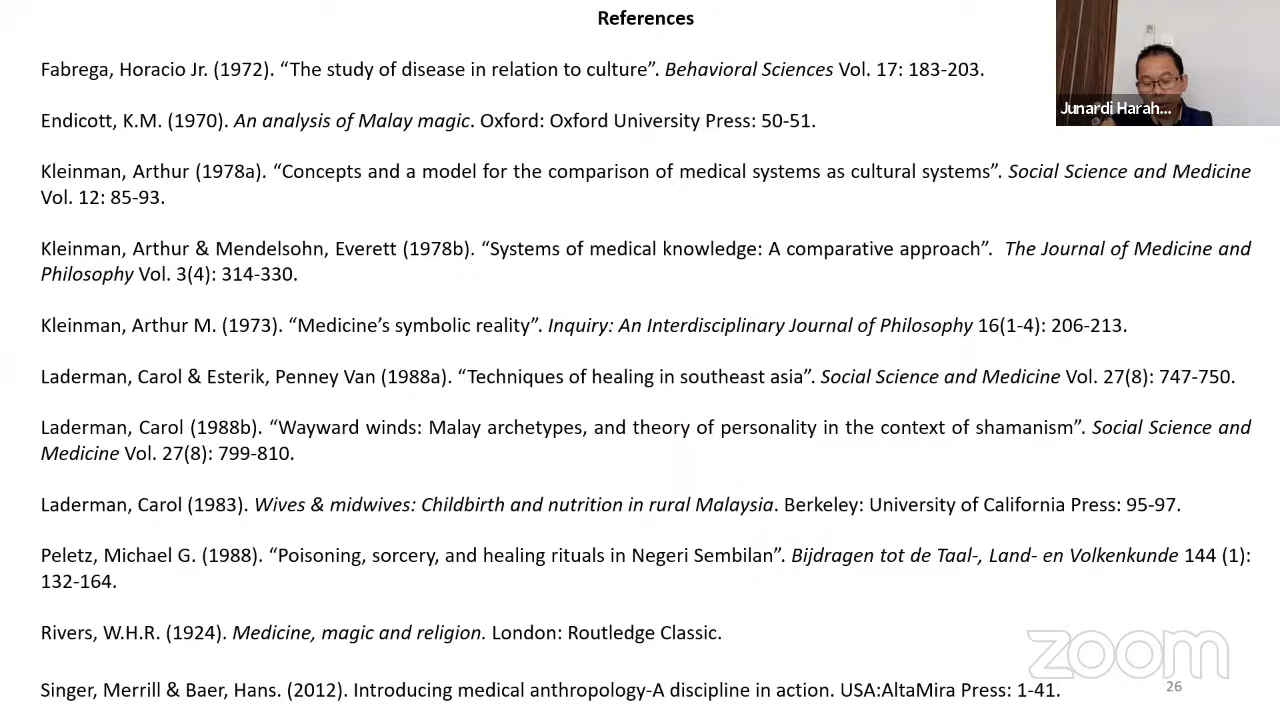 References
Fabrega, Horacio Jr. (1972). “The study of disease in relation to culture”. Behavioral Sciences Vol. 17: 183-203.
Junardi Harah...
Endicott, K.M. (1970). An analysis of Malay magic. Oxford: Oxford University Press: 50-51.
Kleinman, Arthur (1978a). “Concepts and a model for the comparison of medical systems as cultural systems”. Social Science and Medicine
Vol. 12: 85-93.
Kleinman, Arthur & Mendelsohn, Everett (1978b). “Systems of medical knowledge: A comparative approach”. The Journal of Medicine and
Philosophy Vol. 3(4): 314-330.
Kleinman, Arthur M. (1973). “Medicine’s symbolic reality”. Inquiry: An Interdisciplinary Journal of Philosophy 16(1-4): 206-213.
Laderman, Carol & Esterik, Penney Van (1988a). “Techniques of healing in southeast asia”. Social Science and Medicine Vol. 27(8): 747-750.
Laderman, Carol (1988b). “Wayward winds: Malay archetypes, and theory of personality in the context of shamanism”. Social Science and
Medicine Vol. 27(8): 799-810.
Laderman, Carol (1983). Wives & midwives: Childbirth and nutrition in rural Malaysia. Berkeley: University of California Press: 95-97.
Peletz, Michael G. (1988). “Poisoning, sorcery, and healing rituals in Negeri Sembilan”. Bijdragen tot de Taal-, Land- en Volkenkunde 144 (1):
132-164.
Rivers, W.H.R. (1924). Medicine, magic and religion. London: Routledge Classic.
zoom
26
Singer, Merrill & Baer, Hans. (2012). Introducing medical anthropology-A discipline in action. USA:AltaMira Press: 1-41.